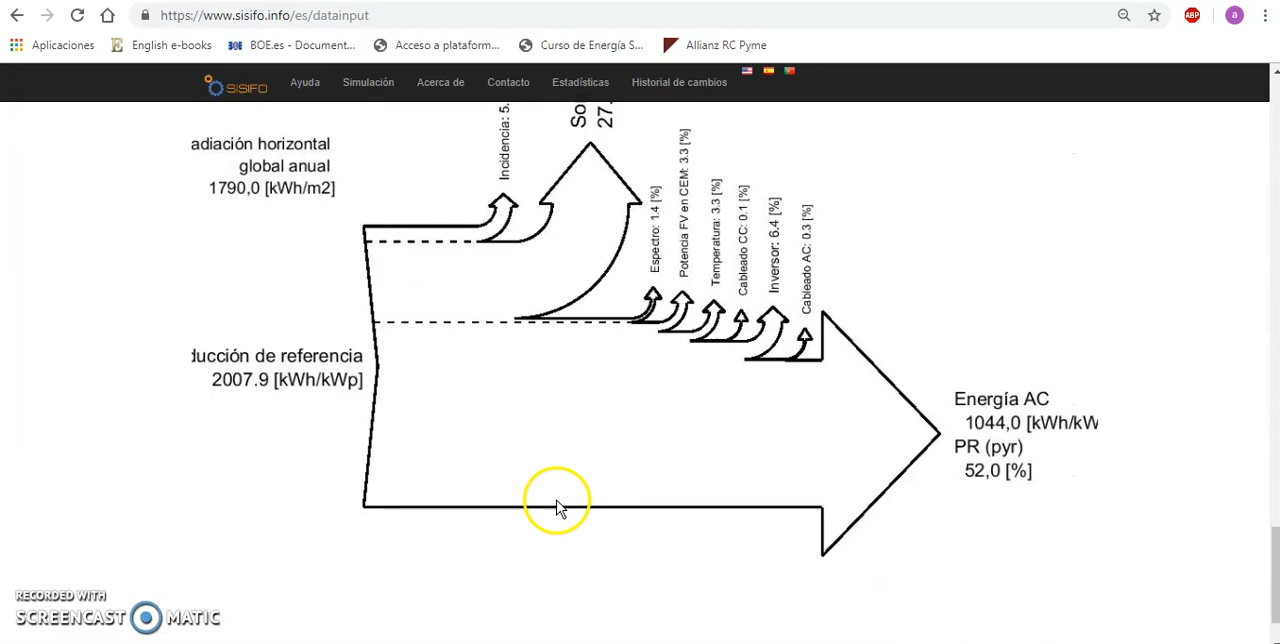 https://www.sisifo.info/es/datainput
ABP
a
Aplicaciones
English e-books
BOE
BOE.es - Document...
Acceso a plataform...
Curso de Energía S...
Allianz RC Pyme
SISIFO
Ayuda
Simulación
Acerca de
Contacto
Estadísticas
Historial de cambios
adiación horizontal
global anual
1790,0 [kWh/m2]
Incidencia: 5.
So
27.
Espectro: 1.4 [%]
Potencia FV en CEM: 3.3 [%]
Temperatura: 3.3 [%]
Cableado CC: 0.1 [%]
Inversor: 6.4 [%]
Cableado AC: 0.3 [%]
ducción de referencia
2007.9 [kWh/kWp]
Energía AC
1044,0 [kWh/kW
PR (pyr)
52,0 [%]
RECORDED WITH
SCREENCAST MATIC